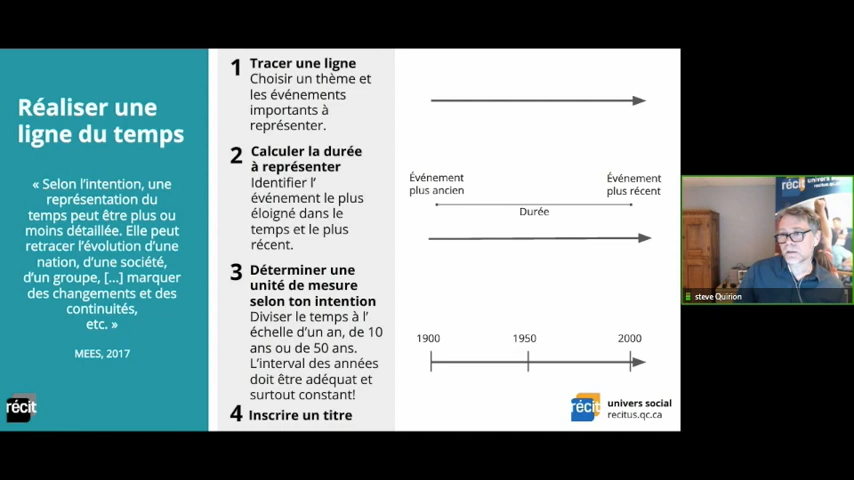 Réaliser une
ligne du temps
« Selon l'intention, une
représentation du
temps peut être plus ou
moins détaillée. Elle peut
retracer l'évolution d'une
nation, d'une société,
d'un groupe, [...] marquer
des changements et des
continuités,
etc. »
MEES, 2017
récit
1 Tracer une ligne
Choisir un thème et
les événements
importants à
représenter.
2 Calculer la durée
à représenter
Identifier l'
événement le plus
éloigné dans le
temps et le plus
récent.
3 Déterminer une
unité de mesure
selon ton intention
Diviser le temps à l'
échelle d'un an, de 10
ans ou de 50 ans.
L'interval des années
doit être adéquat et
surtout constant!
4 Inscrire un titre
Événement
plus ancien
Événement
plus récent
Durée
1900 1950 2000
récit
univers social
recitus.qc.ca
récit
univers social
recitus.qc.ca
steve Quirion